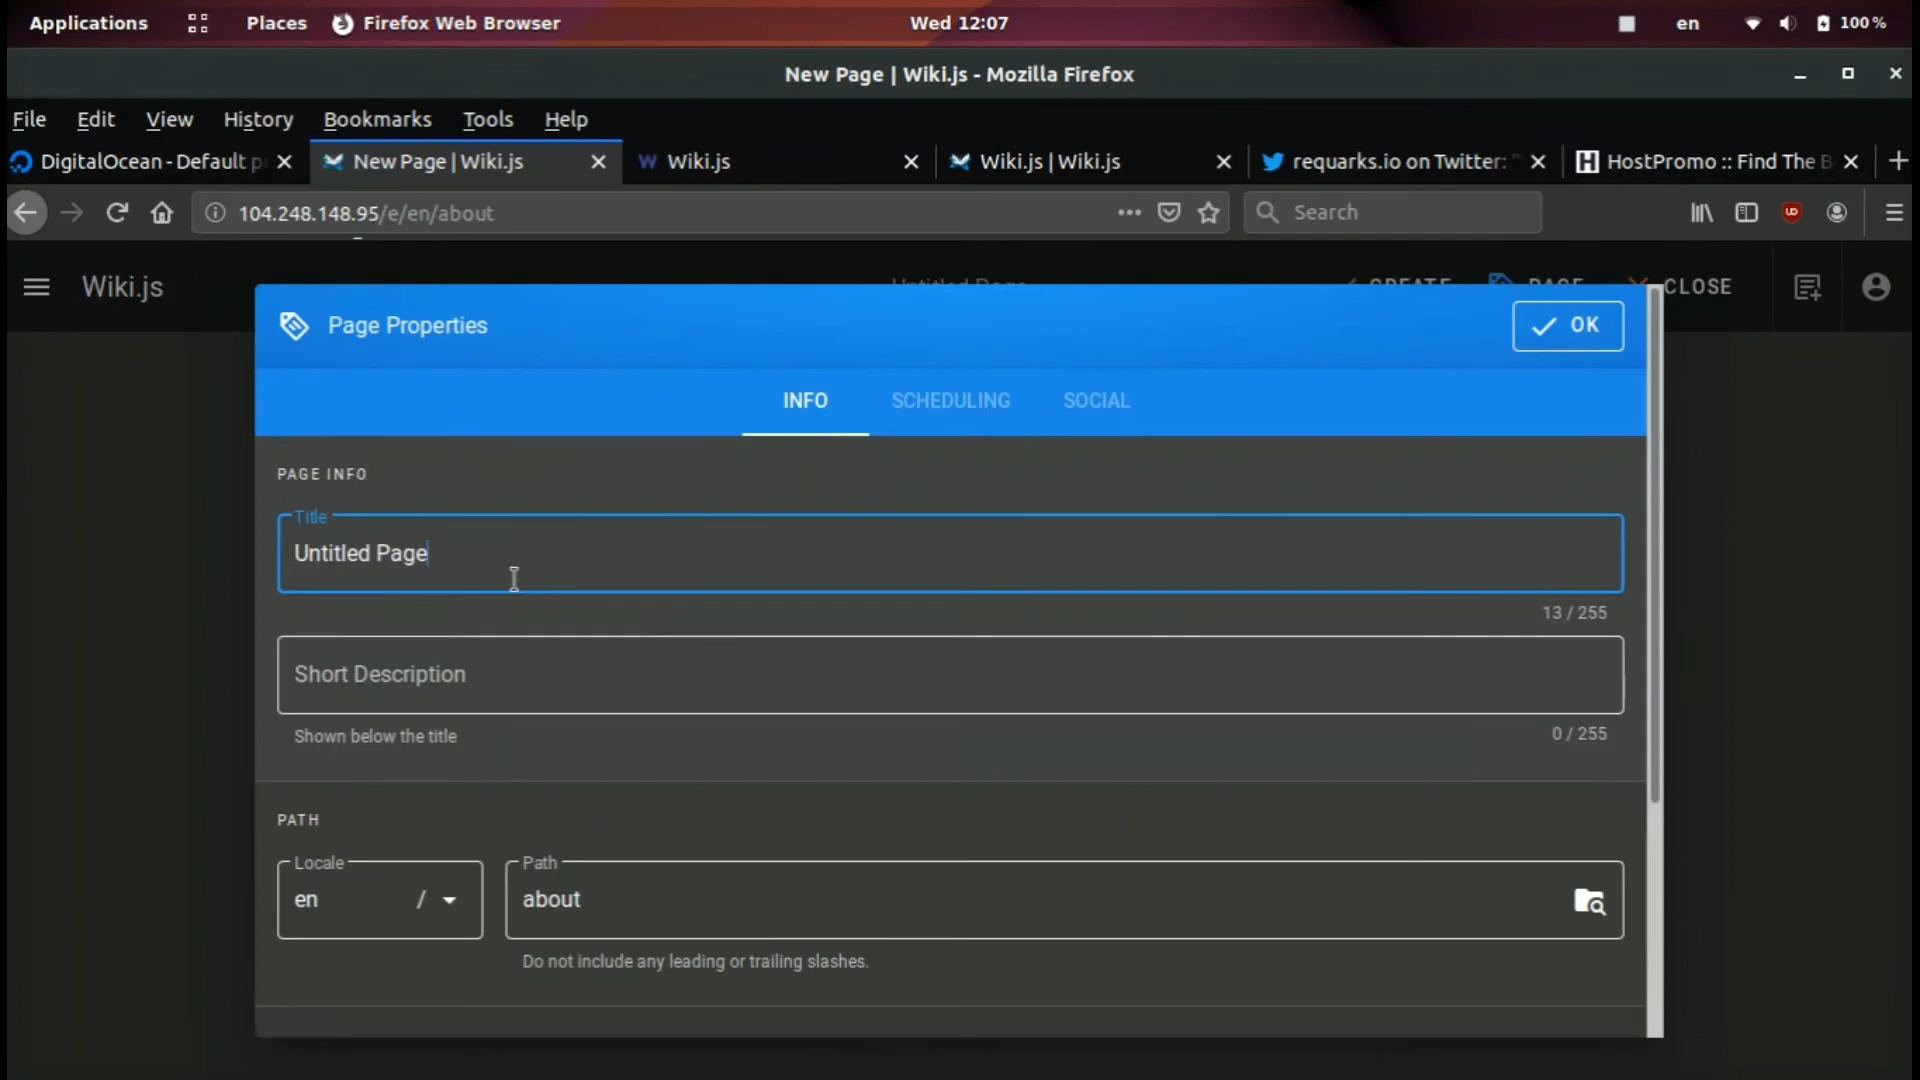 Applications Places Firefox Web Browser Wed 12:07 en 100 %
New Page | Wiki.js - Mozilla Firefox
File Edit View History Bookmarks Tools Help
DigitalOcean - Default p New Page | Wiki.js Wiki.js Wiki.js | Wiki.js requarks.io on Twitter: " HostPromo :: Find The B
104.248.148.95/e/en/about Search
Wiki.js Untitled Page CREATE PAGE CLOSE
Page Properties OK
INFO SCHEDULING SOCIAL
PAGE INFO
Title
Untitled Page
13 / 255
Short Description
Shown below the title 0 / 255
PATH
Locale Path
en / about
Do not include any leading or trailing slashes.